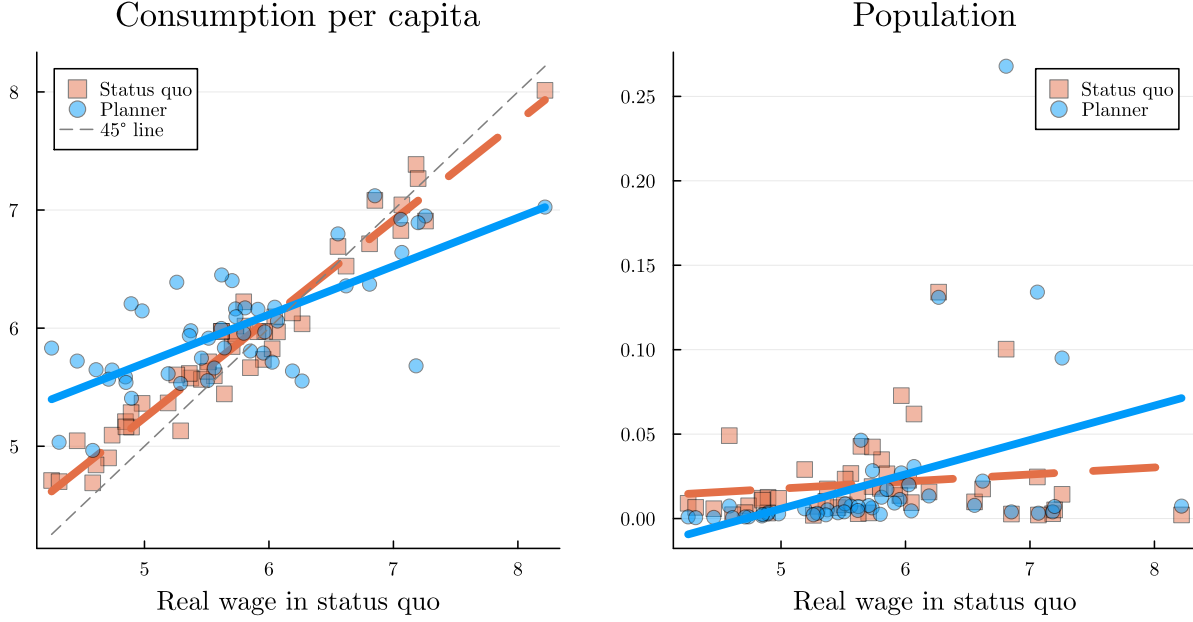 Consumption per capita
Status quo
Planner
45° line
8
7
6
5
5
6
7
8
Real wage in status quo
Population
Status quo
Planner
0.25
0.20
0.15
0.10
0.05
0.00
5
6
7
8
Real wage in status quo